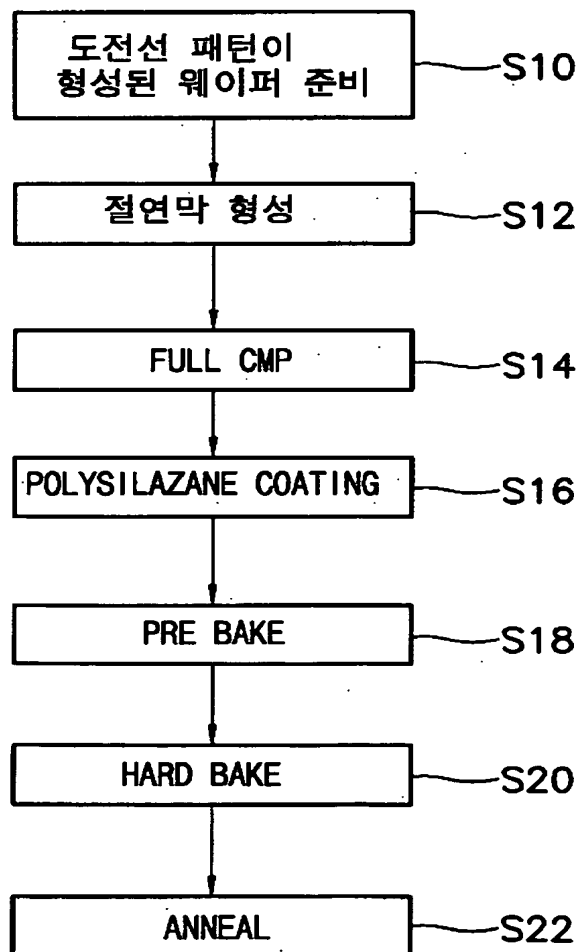 도전선 패턴이
형성된 웨이퍼 준비
S10
절연막 형성
S12
FULL CMP
S14
POLYSILAZANE COATING
S16
PRE BAKE
S18
HARD BAKE
S20
ANNEAL
S22